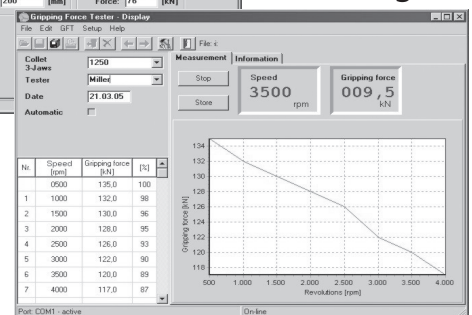 200 [mm] Force: 76 [kN]
Gripping Force Tester - Display
File Edit GFT Setup Help
File: c:
Collet 3-Jaws 1250
Tester Miller
Date 21.03.05
Automatic
Measurement Information
Stop
Store
Speed
3500
rpm
Gripping force
009,5
kN
Nr. Speed [rpm] Gripping force [kN] [%]
0500 135,0 100
1 1000 132,0 98
2 1500 130,0 96
3 2000 128,0 95
4 2500 126,0 93
5 3000 122,0 90
6 3500 120,0 89
7 4000 117,0 87
Gripping force [kN]
134
132
130
128
126
124
122
120
118
500 1.000 1.500 2.000 2.500 3.000 3.500 4.000
Revolutions [rpm]
Port: COM1 - active On-line